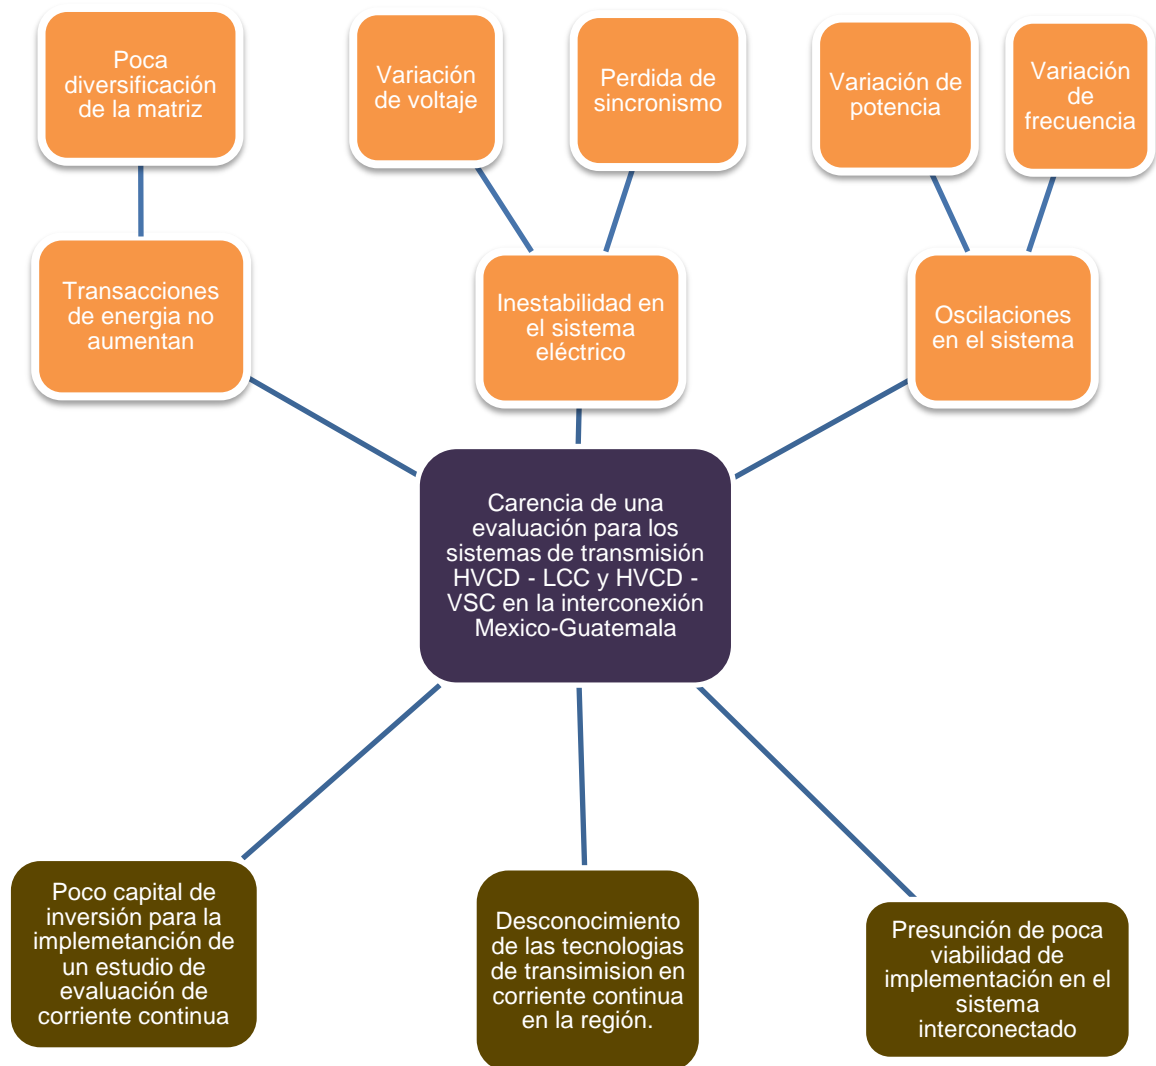 Poca
diversificación
de la matriz
Variación
de voltaje
Perdida de
sincronismo
Variación de
potencia
Variación
de
frecuencia
Transacciones
de energia no
aumentan
Inestabilidad en
el sistema
eléctrico
Oscilaciones
en el sistema
Carencia de una
evaluación para los
sistemas de transmisión
HVCD - LCC y HVCD -
VSC en la interconexión
Mexico-Guatemala
Poco capital de
inversión para la
implemetanción de
un estudio de
evaluación de
corriente continua
Desconocimiento
de las tecnologias
de transimision en
corriente continua
en la región.
Presunción de poca
viabilidad de
implementación en el
sistema
interconectado